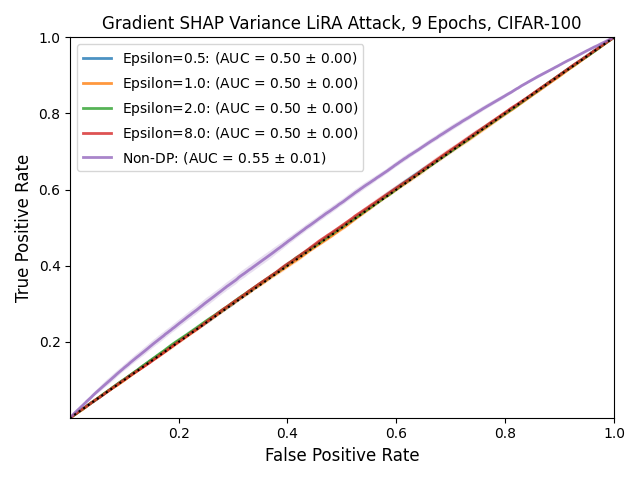 Gradient SHAP Variance LiRA Attack, 9 Epochs, CIFAR-100
1.0
0.8
0.6
0.4
0.2
True Positive Rate
Epsilon=0.5: (AUC = 0.50 ± 0.00)
Epsilon=1.0: (AUC = 0.50 ± 0.00)
Epsilon=2.0: (AUC = 0.50 ± 0.00)
Epsilon=8.0: (AUC = 0.50 ± 0.00)
Non-DP: (AUC = 0.55 ± 0.01)
0.2 0.4 0.6 0.8 1.0
False Positive Rate